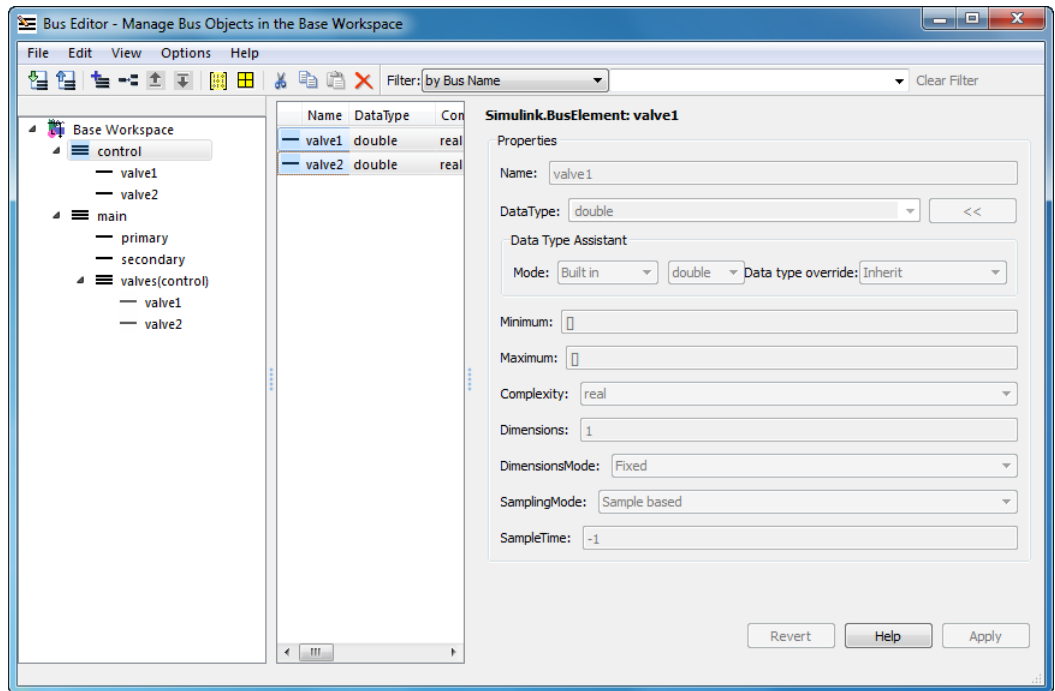 Bus Editor - Manage Bus Objects in the Base Workspace
File Edit View Options Help
Filter: by Bus Name Clear Filter
Base Workspace
control
valve1
valve2
main
primary
secondary
valves(control)
valve1
valve2
Name DataType Con
valve1 double real
valve2 double real
Simulink.BusElement: valve1
Properties
Name: valve1
DataType: double <<
Data Type Assistant
Mode: Built in double Data type override: Inherit
Minimum: []
Maximum: []
Complexity: real
Dimensions: 1
DimensionsMode: Fixed
SamplingMode: Sample based
SampleTime: -1
Revert Help Apply